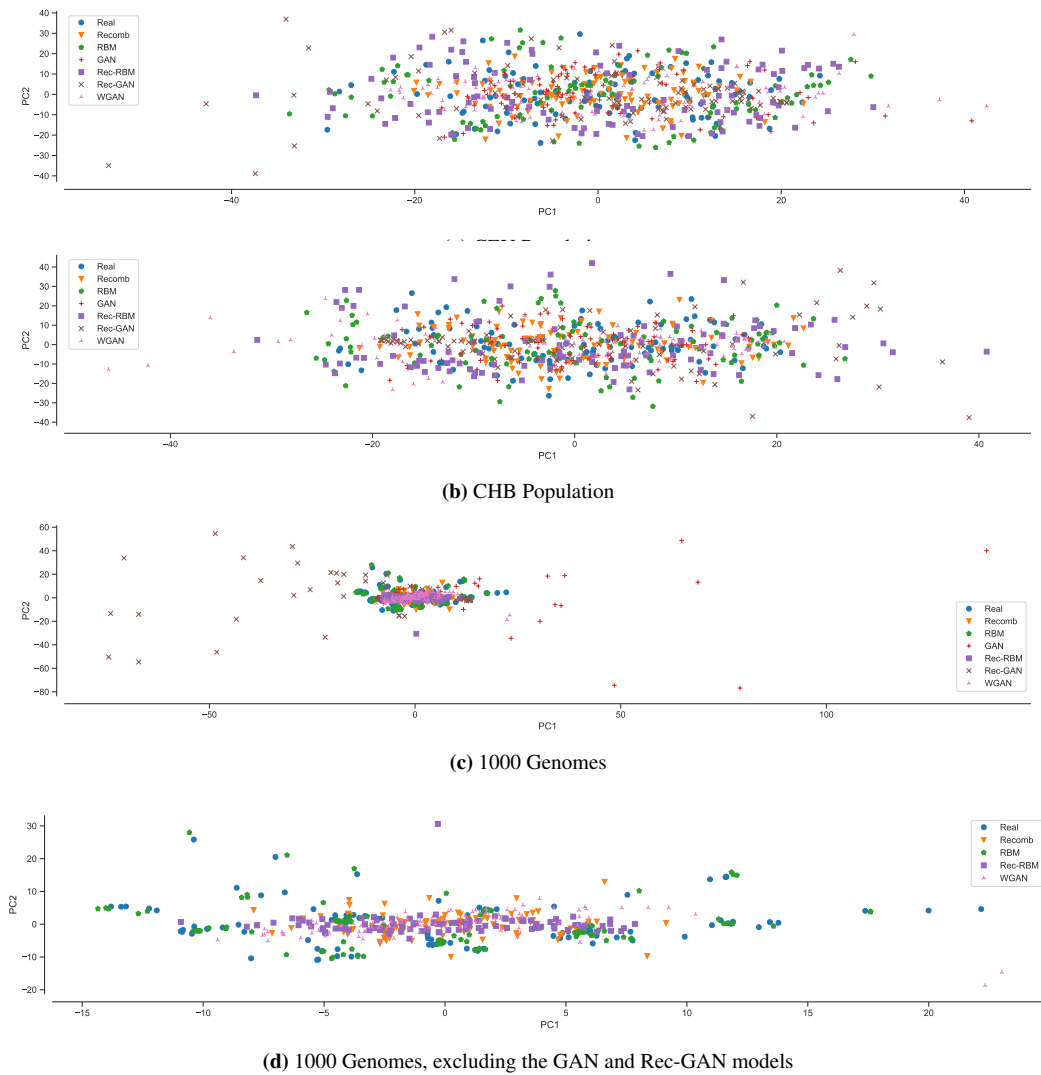 Real
Recomb
RBM
GAN
Rec-RBM
Rec-GAN
WGAN
40
30
20
10
0
−10
−20
−30
−40
PC2
−40
−20
0
20
40
PC1
Real
Recomb
RBM
GAN
Rec-RBM
Rec-GAN
WGAN
40
30
20
10
0
−10
−20
−30
−40
PC2
−40
−20
0
20
40
PC1
(b) CHB Population
60
40
20
0
−20
−40
−60
−80
PC2
Real
Recomb
RBM
GAN
Rec-RBM
Rec-GAN
WGAN
−50
0
50
100
PC1
(c) 1000 Genomes
30
20
10
0
−10
−20
PC2
Real
Recomb
RBM
Rec-RBM
WGAN
−15
−10
−5
0
5
10
15
20
PC1
(d) 1000 Genomes, excluding the GAN and Rec-GAN models